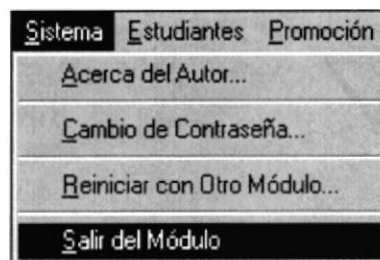 Sistema Estudiantes Promoción
Acerca del Autor...
Cambio de Contraseña...
Reiniciar con Otro Módulo...
Salir del Módulo